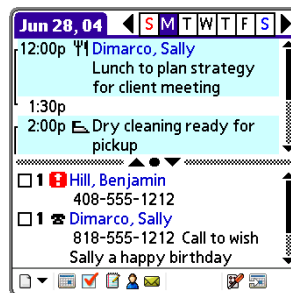 Jun 28, 04 S M T W T F S
12:00p Dimarco, Sally
Lunch to plan strategy
for client meeting
1:30p
2:00p Dry cleaning ready for
pickup
1 Hill, Benjamin
408-555-1212
1 Dimarco, Sally
818-555-1212 Call to wish
Sally a happy birthday